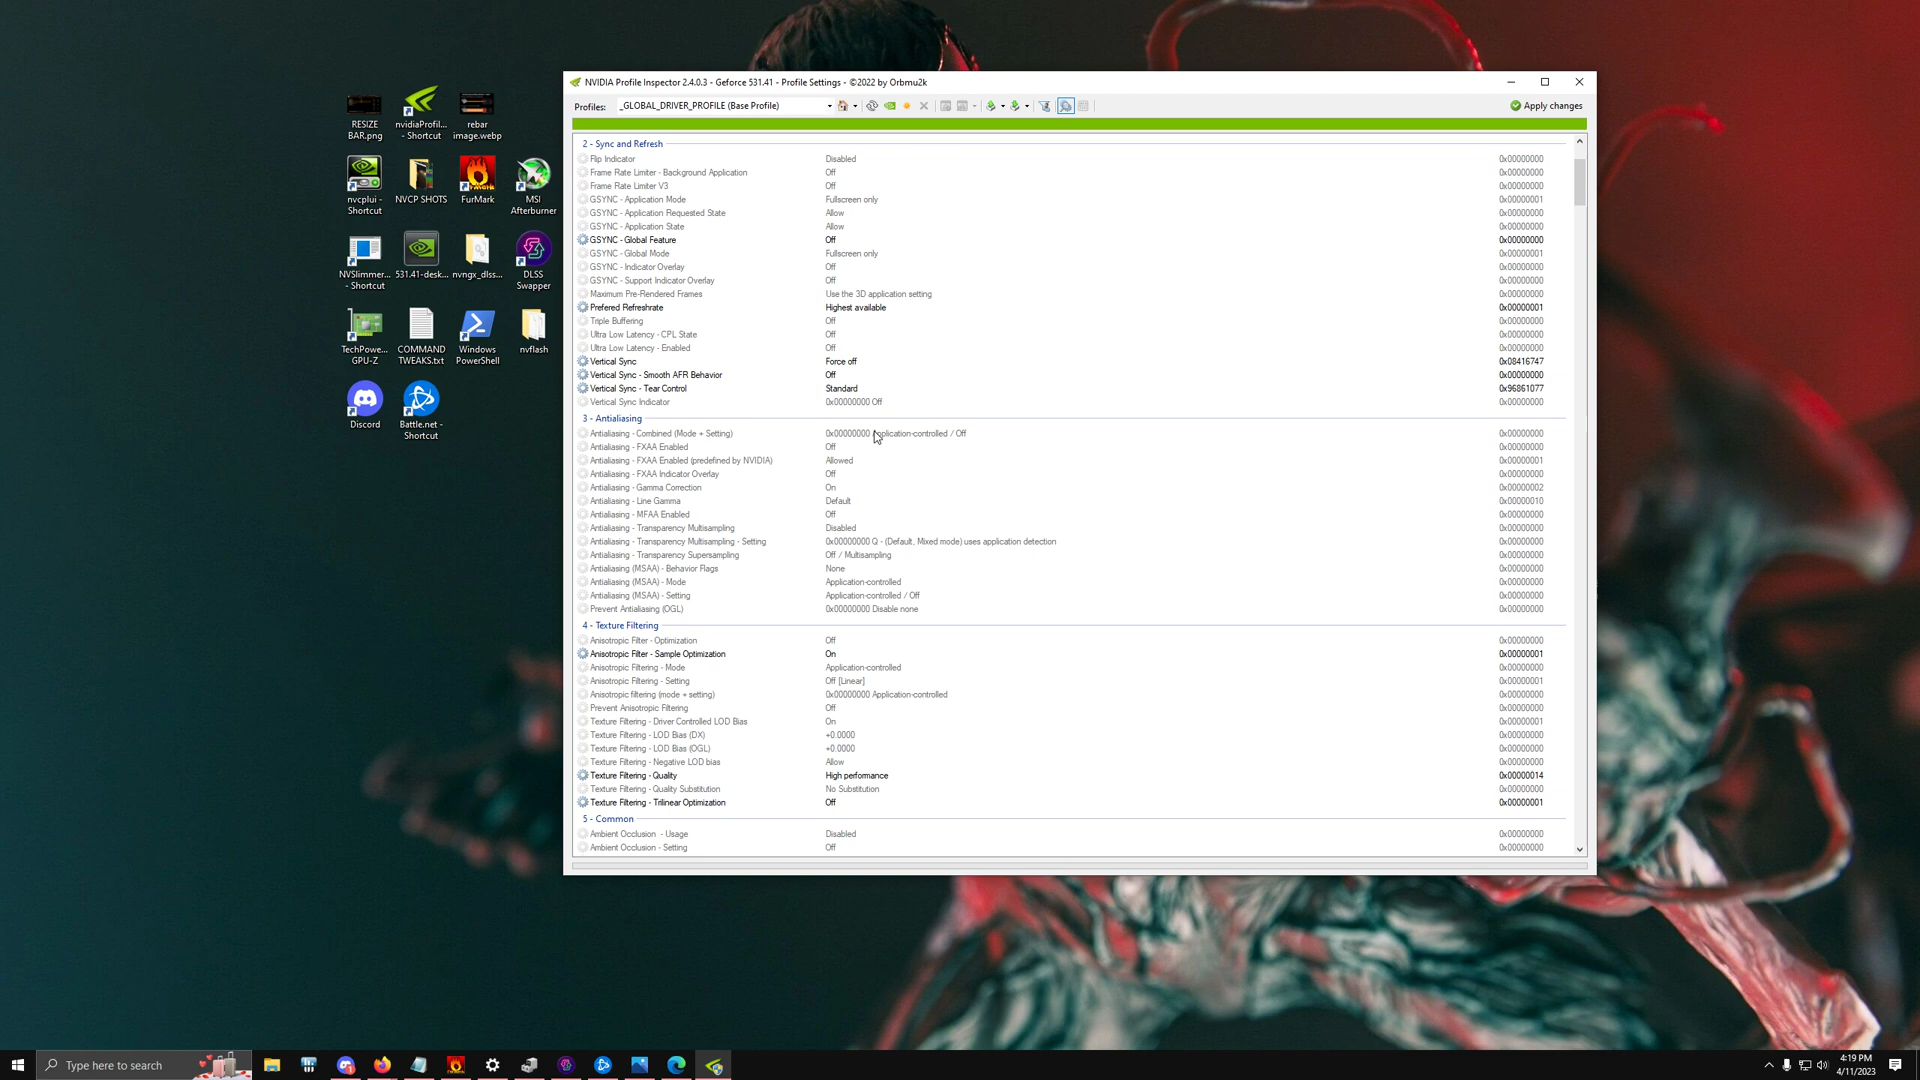 NVIDIA Profile Inspector 2.4.0.3 - Geforce 531.41 - Profile Settings - ©2022 by Orbmu2k
Profiles: _GLOBAL_DRIVER_PROFILE (Base Profile) Apply changes
2 - Sync and Refresh
Flip Indicator Disabled 0x00000000
Frame Rate Limiter - Background Application Off 0x00000000
Frame Rate Limiter V3 Off 0x00000000
GSYNC - Application Mode Fullscreen only 0x00000001
GSYNC - Application Requested State Allow 0x00000000
GSYNC - Application State Allow 0x00000000
GSYNC - Global Feature Off 0x00000000
GSYNC - Global Mode Fullscreen only 0x00000001
GSYNC - Indicator Overlay Off 0x00000000
GSYNC - Support Indicator Overlay Off 0x00000000
Maximum Pre-Rendered Frames Use the 3D application setting 0x00000000
Prefered Refreshrate Highest available 0x00000001
Triple Buffering Off 0x00000000
Ultra Low Latency - CPL State Off 0x00000000
Ultra Low Latency - Enabled Off 0x00000000
Vertical Sync Force off 0x08416747
Vertical Sync - Smooth AFR Behavior Off 0x00000000
Vertical Sync - Tear Control Standard 0x96861077
Vertical Sync Indicator 0x00000000 Off 0x00000000
3 - Antialiasing
Antialiasing - Combined (Mode + Setting) 0x00000000 Application-controlled / Off 0x00000000
Antialiasing - FXAA Enabled Off 0x00000000
Antialiasing - FXAA Enabled (predefined by NVIDIA) Allowed 0x00000001
Antialiasing - FXAA Indicator Overlay Off 0x00000000
Antialiasing - Gamma Correction On 0x00000002
Antialiasing - Line Gamma Default 0x00000010
Antialiasing - MFAA Enabled Off 0x00000000
Antialiasing - Transparency Multisampling Disabled 0x00000000
Antialiasing - Transparency Multisampling - Setting 0x00000000 Q - (Default, Mixed mode) uses application detection 0x00000000
Antialiasing - Transparency Supersampling Off / Multisampling 0x00000000
Antialiasing (MSAA) - Behavior Flags None 0x00000000
Antialiasing (MSAA) - Mode Application-controlled 0x00000000
Antialiasing (MSAA) - Setting Application-controlled / Off 0x00000000
Prevent Antialiasing (OGL) 0x00000000 Disable none 0x00000000
4 - Texture Filtering
Anisotropic Filter - Optimization Off 0x00000000
Anisotropic Filter - Sample Optimization On 0x00000001
Anisotropic Filtering - Mode Application-controlled 0x00000000
Anisotropic Filtering - Setting Off [Linear] 0x00000001
Anisotropic filtering (mode + setting) 0x00000000 Application-controlled 0x00000000
Prevent Anisotropic Filtering Off 0x00000000
Texture Filtering - Driver Controlled LOD Bias On 0x00000001
Texture Filtering - LOD Bias (DX) +0.0000 0x00000000
Texture Filtering - LOD Bias (OGL) +0.0000 0x00000000
Texture Filtering - Negative LOD bias Allow 0x00000000
Texture Filtering - Quality High performance 0x00000014
Texture Filtering - Quality Substitution No Substitution 0x00000000
Texture Filtering - Trilinear Optimization Off 0x00000001
5 - Common
Ambient Occlusion - Usage Disabled 0x00000000
Ambient Occlusion - Setting Off 0x00000000
RESIZE BAR.png
nvidiaProfil... - Shortcut
rebar image.webp
nvcplui - Shortcut
NVCP SHOTS
FurMark
MSI Afterburner
NVSlimmer... - Shortcut
531.41-desk...
nvngx_dlss...
DLSS Swapper
TechPowe... GPU-Z
COMMAND TWEAKS.txt
Windows PowerShell
nvflash
Discord
Battle.net - Shortcut
Type here to search
4:19 PM
4/11/2023